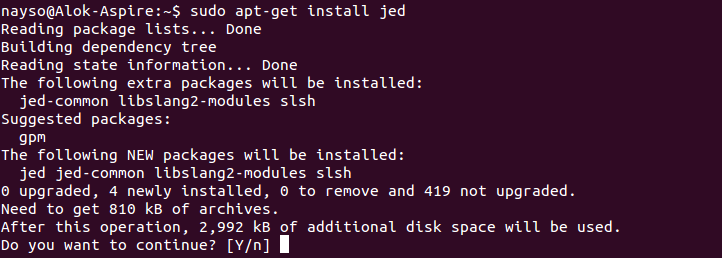 nayso@Alok-Aspire:~$ sudo apt-get install jed
Reading package lists... Done
Building dependency tree
Reading state information... Done
The following extra packages will be installed:
  jed-common libslang2-modules slsh
Suggested packages:
  gpm
The following NEW packages will be installed:
  jed jed-common libslang2-modules slsh
0 upgraded, 4 newly installed, 0 to remove and 419 not upgraded.
Need to get 810 kB of archives.
After this operation, 2,992 kB of additional disk space will be used.
Do you want to continue? [Y/n]